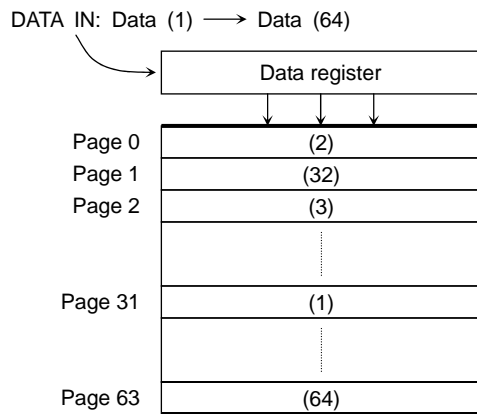 DATA IN: Data (1) → Data (64)
Data register
Page 0 (2)
Page 1 (32)
Page 2 (3)
Page 31 (1)
Page 63 (64)